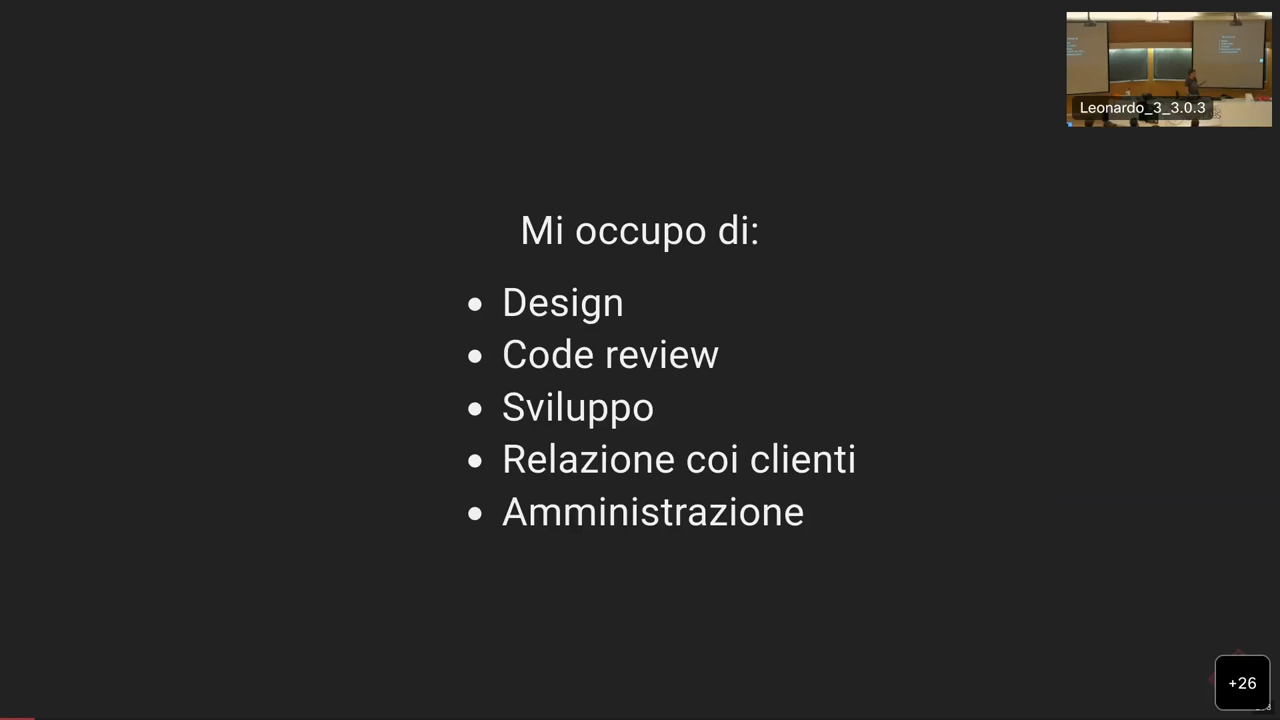 Leonardo_3_3.0.3
Mi occupo di:
• Design
• Code review
• Sviluppo
• Relazione coi clienti
• Amministrazione
+26